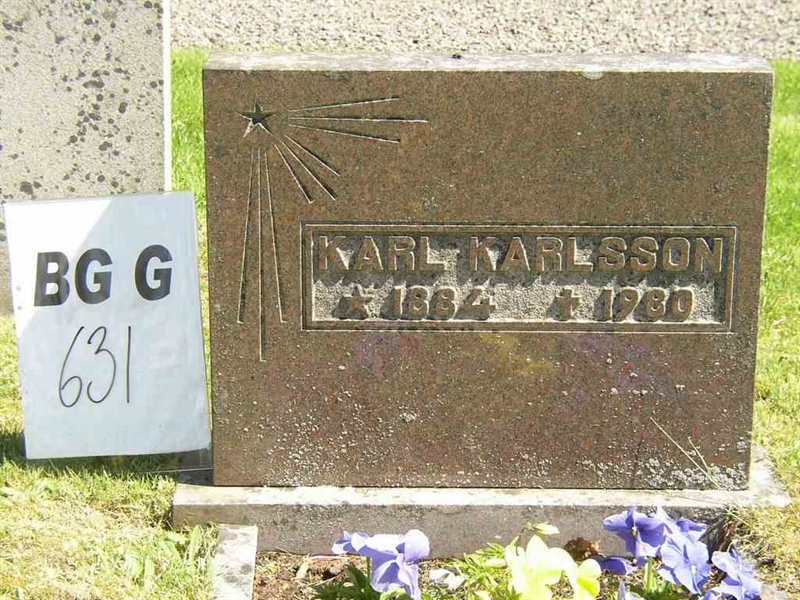 BG G
631
KARL KARLSSON
★ 1884 ✝ 1980